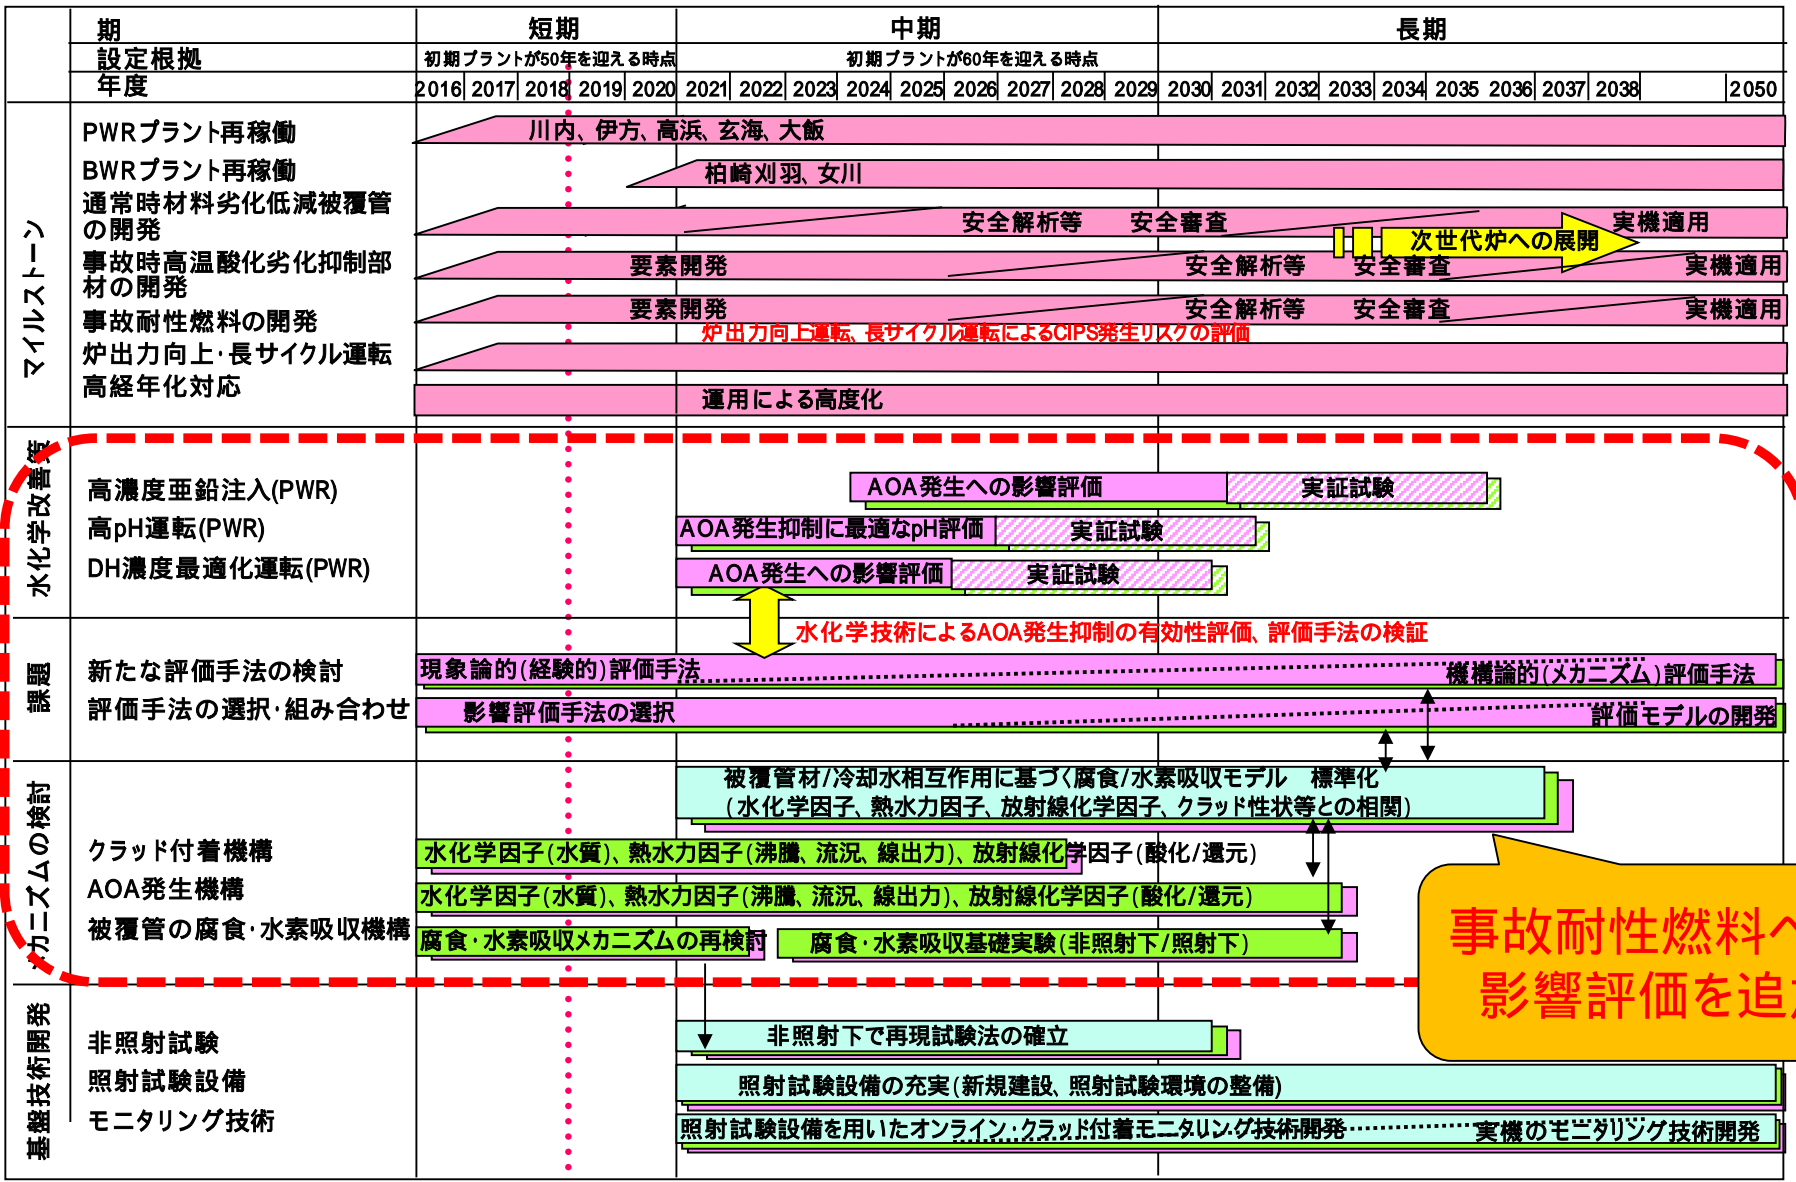 期 短期 中期 長期
設定根拠 初期プラントが50年を迎える時点 初期プラントが60年を迎える時点
年度 2016 2017 2018 2019 2020 2021 2022 2023 2024 2025 2026 2027 2028 2029 2030 2031 2032 2033 2034 2035 2036 2037 2038 2050
マイルストーン
PWRプラント再稼働 川内、伊方、高浜、玄海、大飯
BWRプラント再稼働 柏崎刈羽、女川
通常時材料劣化低減被覆管
の開発 安全解析等 安全審査 実機適用
次世代炉への展開
事故時高温酸化劣化抑制部
材の開発 要素開発 安全解析等 安全審査 実機適用
事故耐性燃料の開発 要素開発 安全解析等 安全審査 実機適用
炉出力向上運転、長サイクル運転によるCIPS発生リスクの評価
炉出力向上・長サイクル運転
高経年化対応 運用による高度化
水化学改善策
高濃度亜鉛注入(PWR) AOA発生への影響評価 実証試験
高pH運転(PWR) AOA発生抑制に最適なpH評価 実証試験
DH濃度最適化運転(PWR) AOA発生への影響評価 実証試験
水化学技術によるAOA発生抑制の有効性評価、評価手法の検証
課題
新たな評価手法の検討 現象論的(経験的)評価手法 機構論的(メカニズム)評価手法
評価手法の選択・組み合わせ 影響評価手法の選択 評価モデルの開発
メカニズムの検討
被覆管材/冷却水相互作用に基づく腐食/水素吸収モデル 標準化
(水化学因子、熱水力因子、放射線化学因子、クラッド性状等との相関)
クラッド付着機構 水化学因子(水質)、熱水力因子(沸騰、流況、線出力)、放射線化学因子(酸化/還元)
AOA発生機構 水化学因子(水質)、熱水力因子(沸騰、流況、線出力)、放射線化学因子(酸化/還元)
被覆管の腐食・水素吸収機構 腐食・水素吸収メカニズムの再検討 腐食・水素吸収基礎実験(非照射下/照射下)
事故耐性燃料へ
影響評価を追加
基盤技術開発
非照射試験 非照射下で再現試験法の確立
照射試験設備 照射試験設備の充実(新規建設、照射試験環境の整備)
モニタリング技術 照射試験設備を用いたオンライン・クラッド付着モニタリング技術開発 実機のモニタリング技術開発